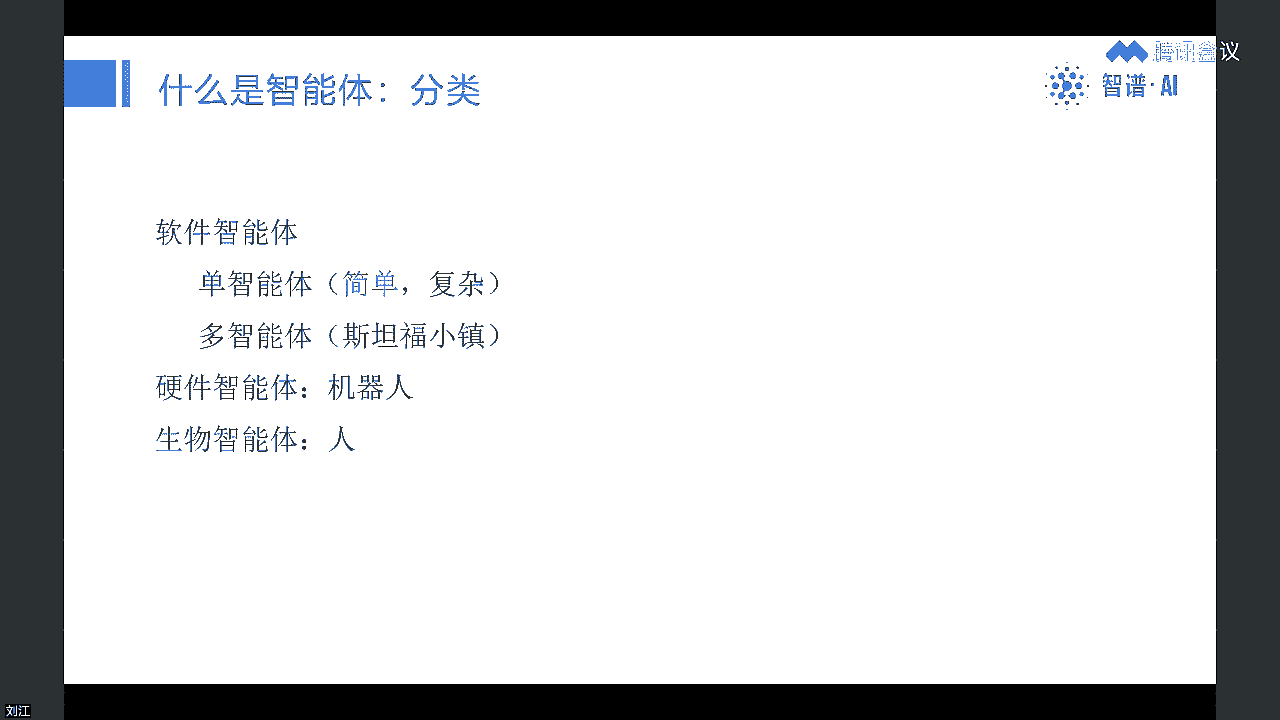 腾讯会议
什么是智能体：分类
智谱·AI
软件智能体
单智能体（简单，复杂）
多智能体（斯坦福小镇）
硬件智能体：机器人
生物智能体：人
刘江